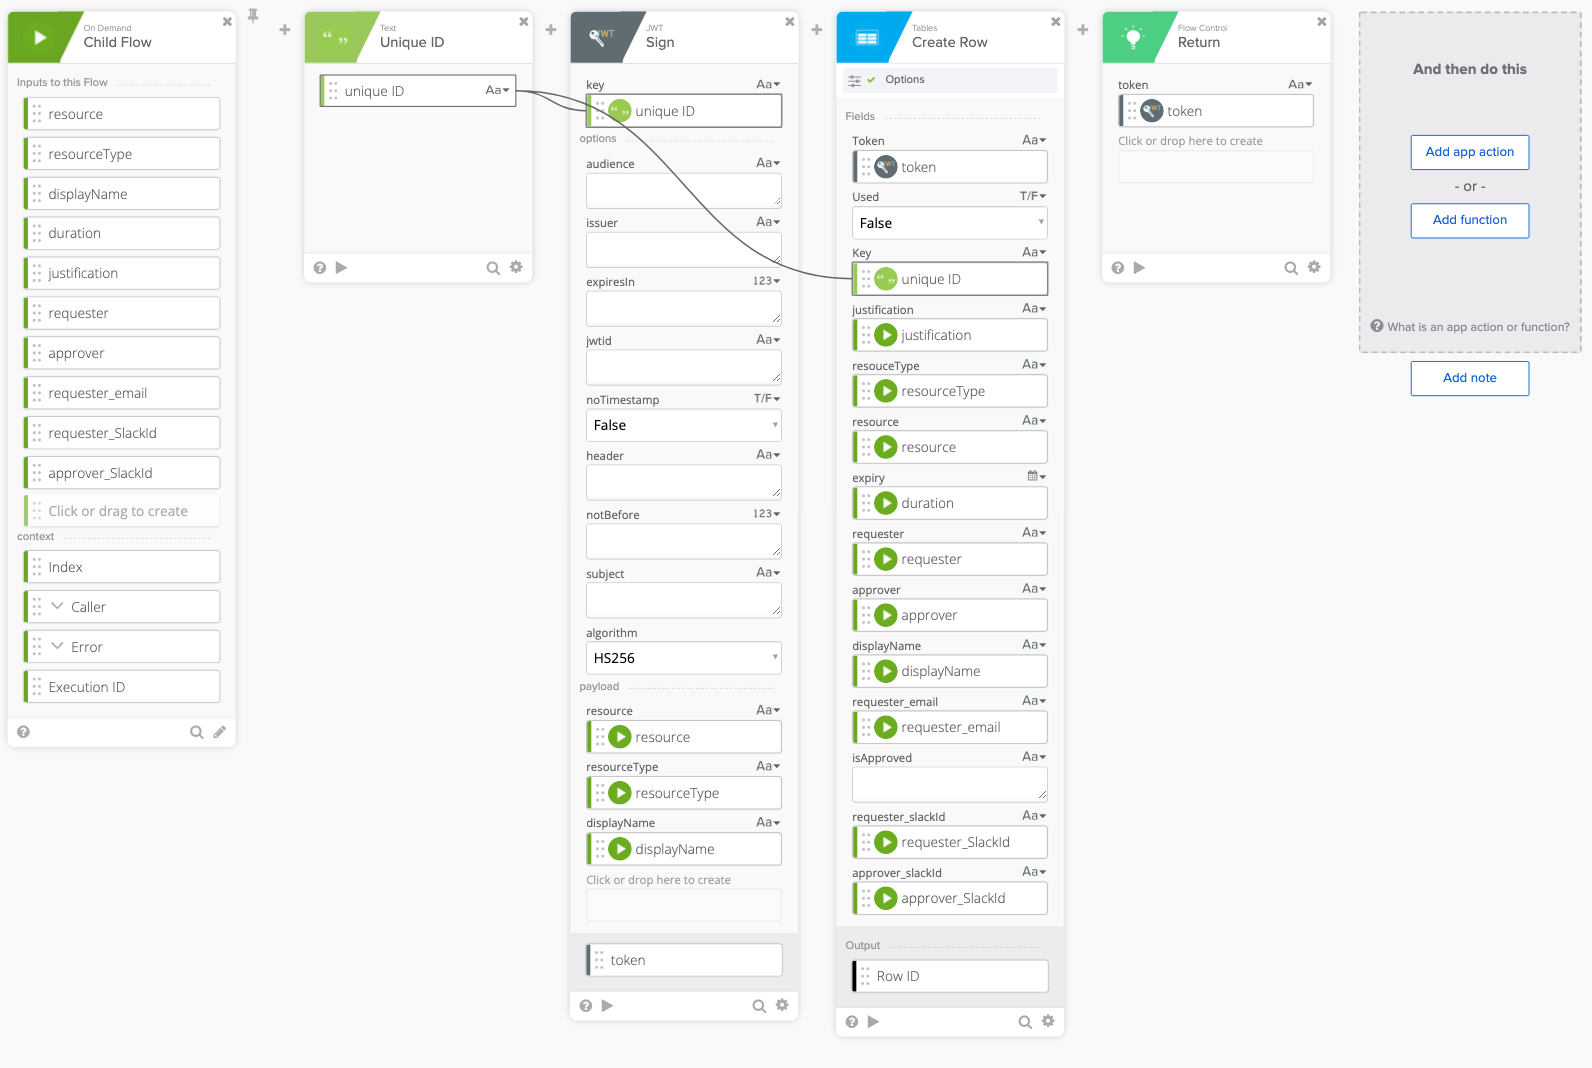 On Demand
Child Flow
Inputs to this Flow
resource
resourceType
displayName
duration
justification
requester
approver
requester_email
requester_SlackId
approver_SlackId
Click or drag to create
context
Index
Caller
Error
Execution ID
Text
Unique ID
unique ID Aa
JWT
JWT
Sign
key Aa
unique ID
options
audience Aa
issuer Aa
expiresIn 123
jwtid Aa
noTimestamp T/F
False
header Aa
notBefore 123
subject Aa
algorithm
HS256
payload
resource Aa
resource
resourceType Aa
resourceType
displayName Aa
displayName
Click or drop here to create
token
Tables
Create Row
Options
Fields
Token Aa
token
Used T/F
False
Key Aa
unique ID
justification Aa
justification
resouceType Aa
resourceType
resource Aa
resource
expiry
duration
requester Aa
requester
approver Aa
approver
displayName Aa
displayName
requester_email Aa
requester_email
isApproved Aa
requester_slackId Aa
requester_SlackId
approver_slackId Aa
approver_SlackId
Output
Row ID
Flow Control
Return
token Aa
token
Click or drop here to create
And then do this
Add app action
- or -
Add function
? What is an app action or function?
Add note